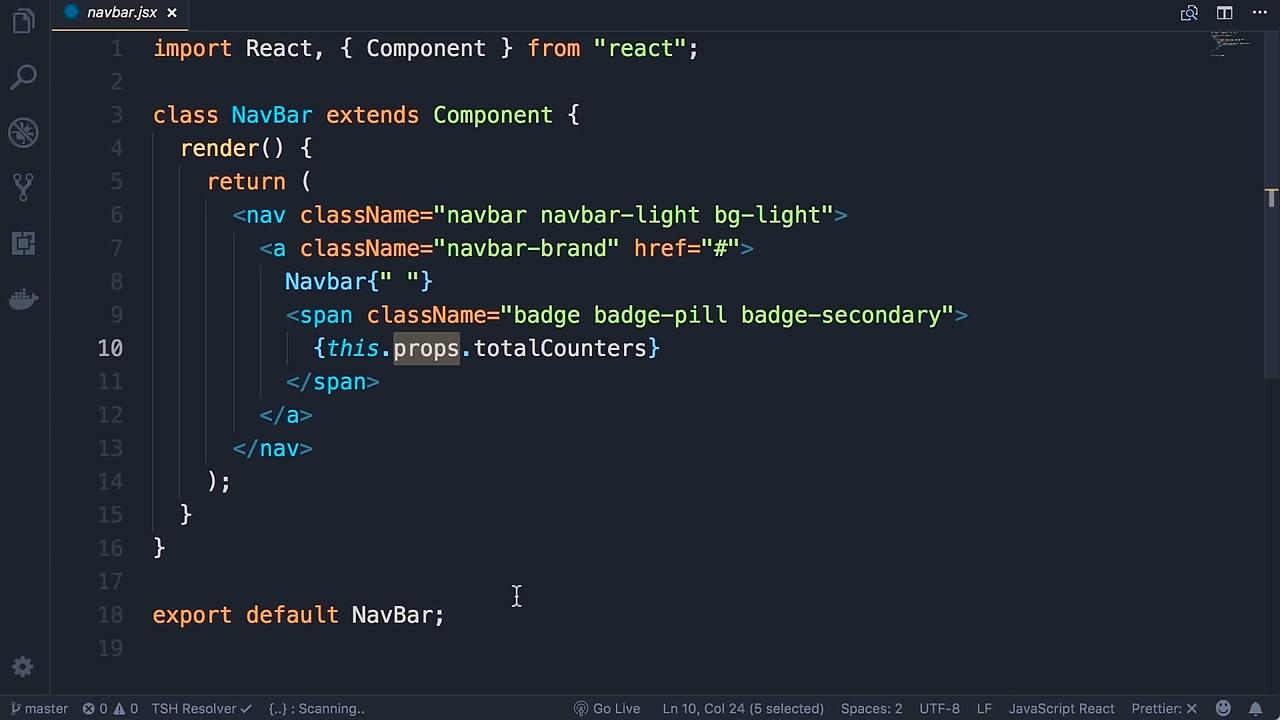 navbar.jsx ×
1 import React, { Component } from "react";
2
3 class NavBar extends Component {
4 render() {
5 return (
6 <nav className="navbar navbar-light bg-light">
7 <a className="navbar-brand" href="#">
8 Navbar{" "}
9 <span className="badge badge-pill badge-secondary">
10 {this.props.totalCounters}
11 </span>
12 </a>
13 </nav>
14 );
15 }
16 }
17
18 export default NavBar;
19
master 0 0 TSH Resolver ✓ {..} : Scanning.. Go Live Ln 10, Col 24 (5 selected) Spaces: 2 UTF-8 LF JavaScript React Prettier: ✕